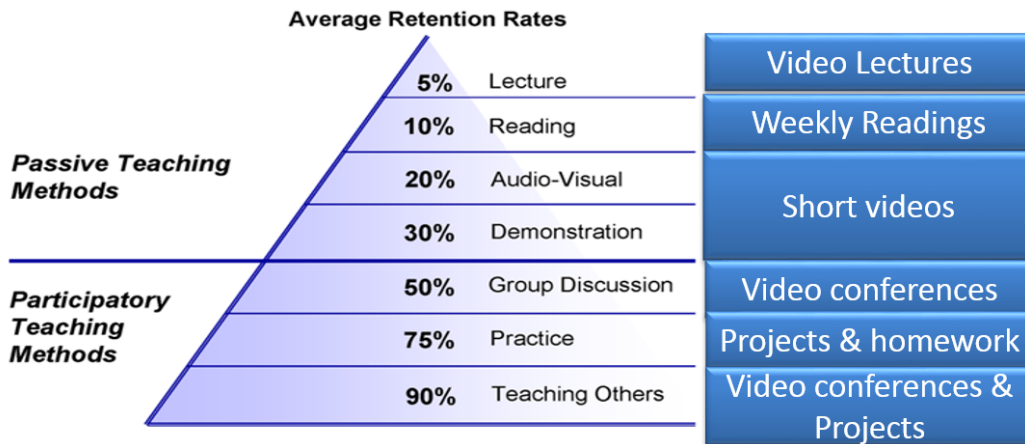 Average Retention Rates
5% Lecture
Video Lectures
10% Reading
Weekly Readings
Passive Teaching
Methods
20% Audio-Visual
30% Demonstration
Short videos
Participatory
Teaching
Methods
50% Group Discussion
Video conferences
75% Practice
Projects & homework
90% Teaching Others
Video conferences &
Projects